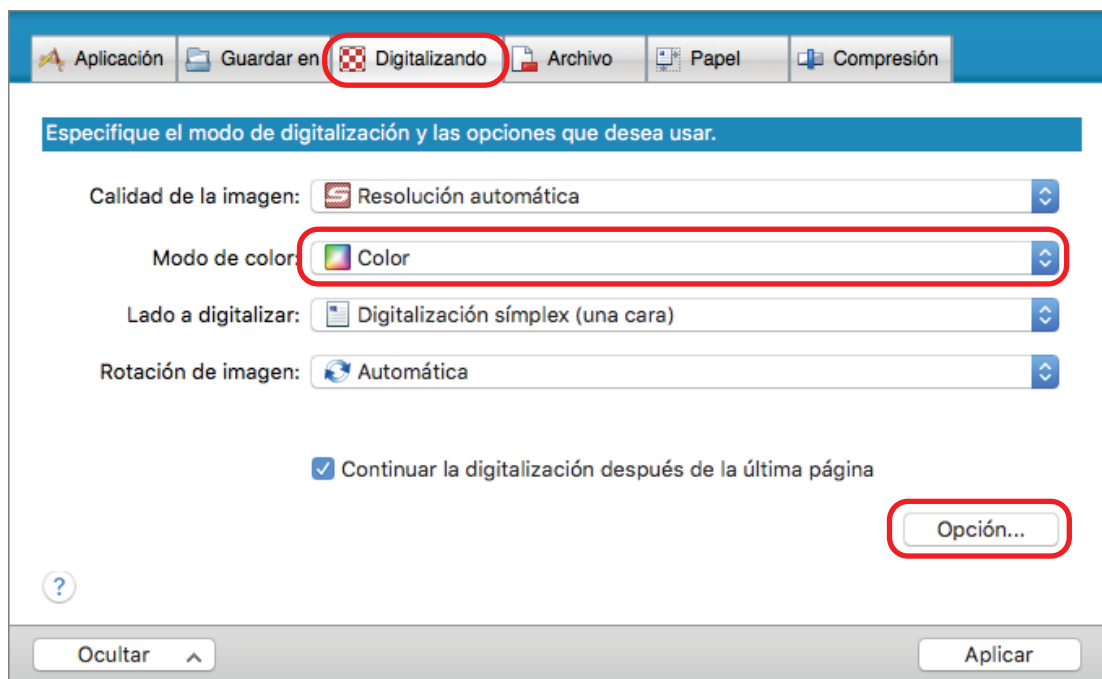 Aplicación Guardar en Digitalizando Archivo Papel Compresión
Especifique el modo de digitalización y las opciones que desea usar.
Calidad de la imagen: Resolución automática
Modo de color: Color
Lado a digitalizar: Digitalización símplex (una cara)
Rotación de imagen: Automática
Continuar la digitalización después de la última página
Opción...
?
Ocultar Aplicar